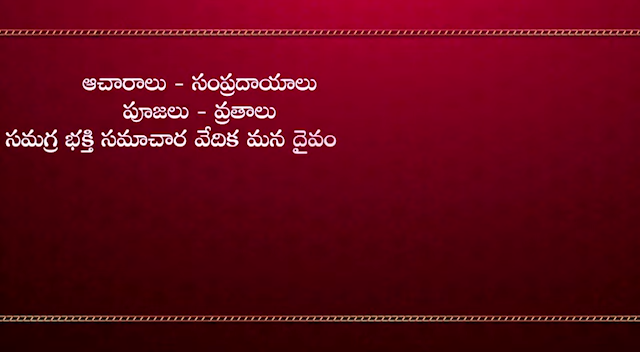 ఆచారాలు - సంప్రదాయాలు
పూజలు - వ్రతాలు
సమగ్ర భక్తి సమాచార వేదిక మన దైవం